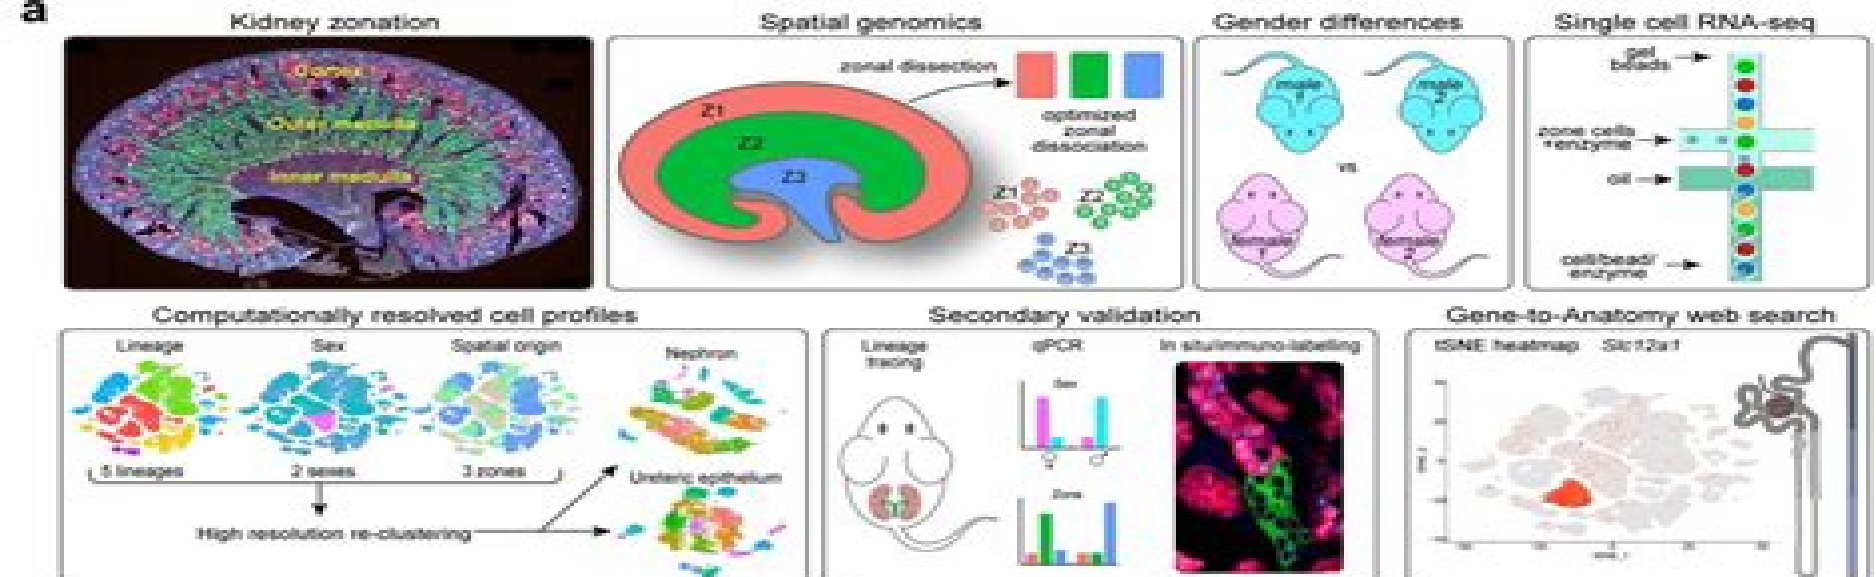 a
Kidney zonation
Cortex
Outer medulla
Inner medulla
Spatial genomics
zonal dissection
Z1
Z2
Z3
optimized
zonal
dissociation
Z1
Z2
Z3
Gender differences
male
male
2
vs
female
1
female
2
Single cell RNA-seq
gel
beads
zone cells
+enzyme
oil
cell/bead/
enzyme
Computationally resolved cell profiles
Lineage
Sex
Spatial origin
5 lineages
2 sexes
3 zones
High resolution re-clustering
Nephron
Ureteric epithelium
Secondary validation
Lineage
tracing
qPCR
Sex
♀
♂
Zone
In situ/immuno-labelling
Gene-to-Anatomy web search
tSNE heatmap Slc12a1